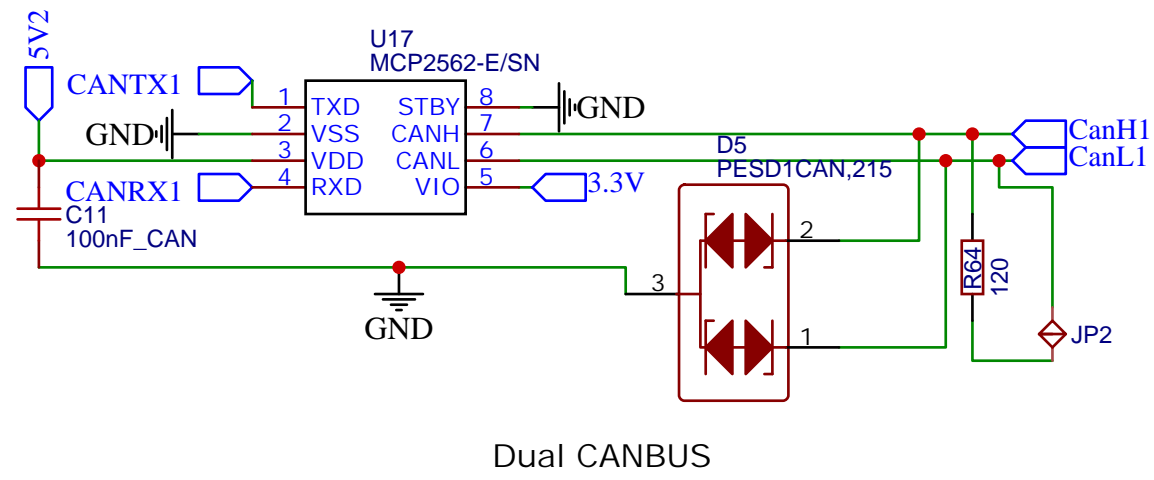 5V2
U17
MCP2562-E/SN
CANTX1
1 TXD STBY 8
GND
GND
2 VSS CANH 7
CanH1
3 VDD CANL 6
CanL1
CANRX1
4 RXD VIO 5
3.3V
D5
PESD1CAN,215
C11
100nF_CAN
2
3
1
GND
R64
120
JP2
Dual CANBUS